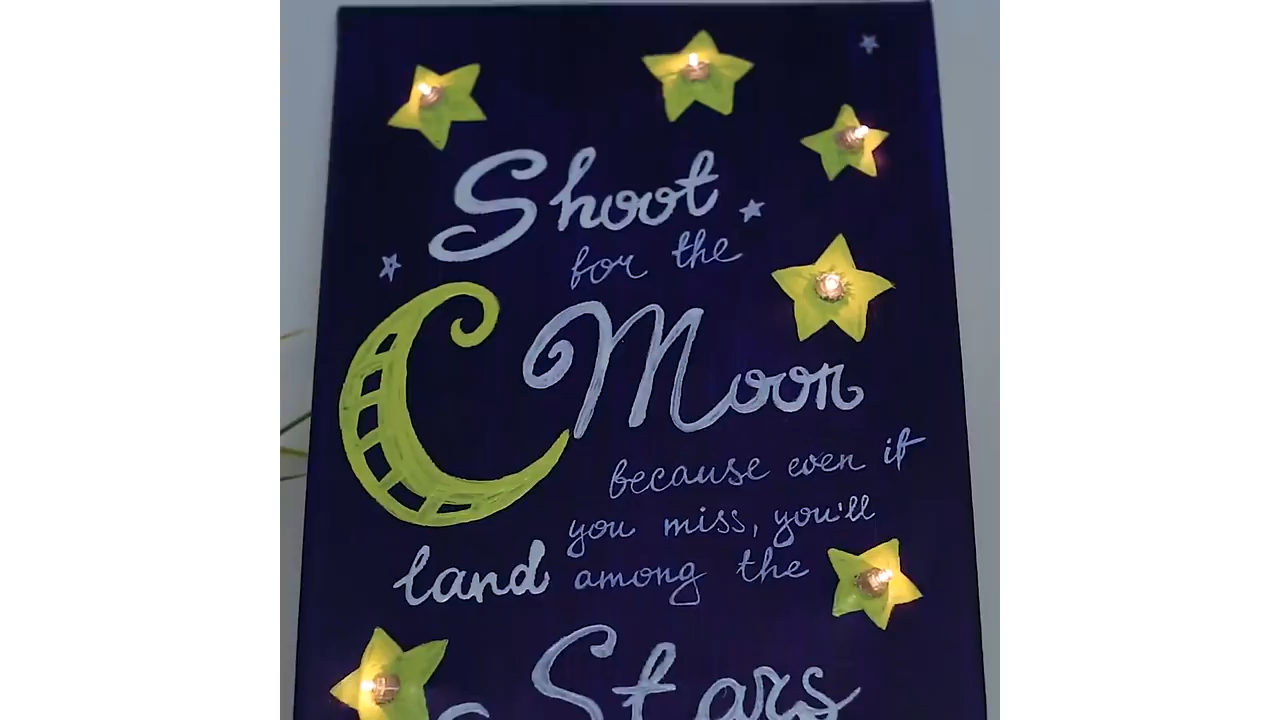 Shoot
for the
Moon
because even if
you miss, you'll
land among the
Stars